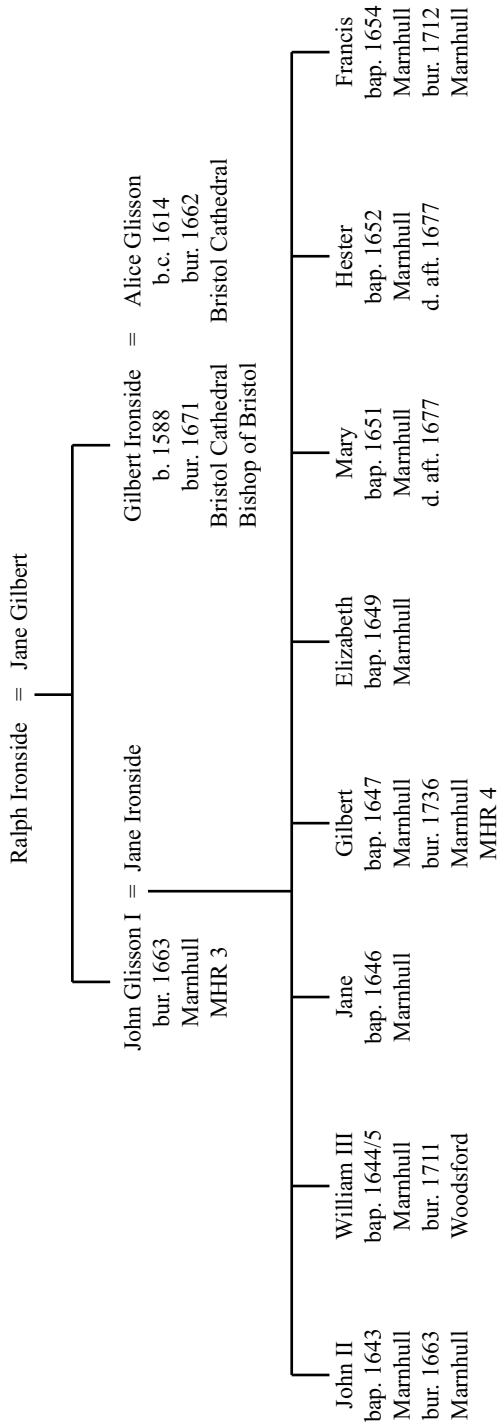 Ralph Ironside = Jane Gilbert
John Glisson I = Jane Ironside
bur. 1663
Marnhull
MHR 3
Gilbert Ironside = Alice Glisson
b. 1588
bur. 1671
Bristol Cathedral
Bishop of Bristol
b.c. 1614
bur. 1662
Bristol Cathedral
John II
bap. 1643
Marnhull
bur. 1663
Marnhull
William III
bap. 1644/5
Marnhull
bur. 1711
Woodsford
Jane
bap. 1646
Marnhull
Gilbert
bap. 1647
Marnhull
bur. 1736
Marnhull
MHR 4
Elizabeth
bap. 1649
Marnhull
Mary
bap. 1651
Marnhull
d. aft. 1677
Hester
bap. 1652
Marnhull
d. aft. 1677
Francis
bap. 1654
Marnhull
bur. 1712
Marnhull